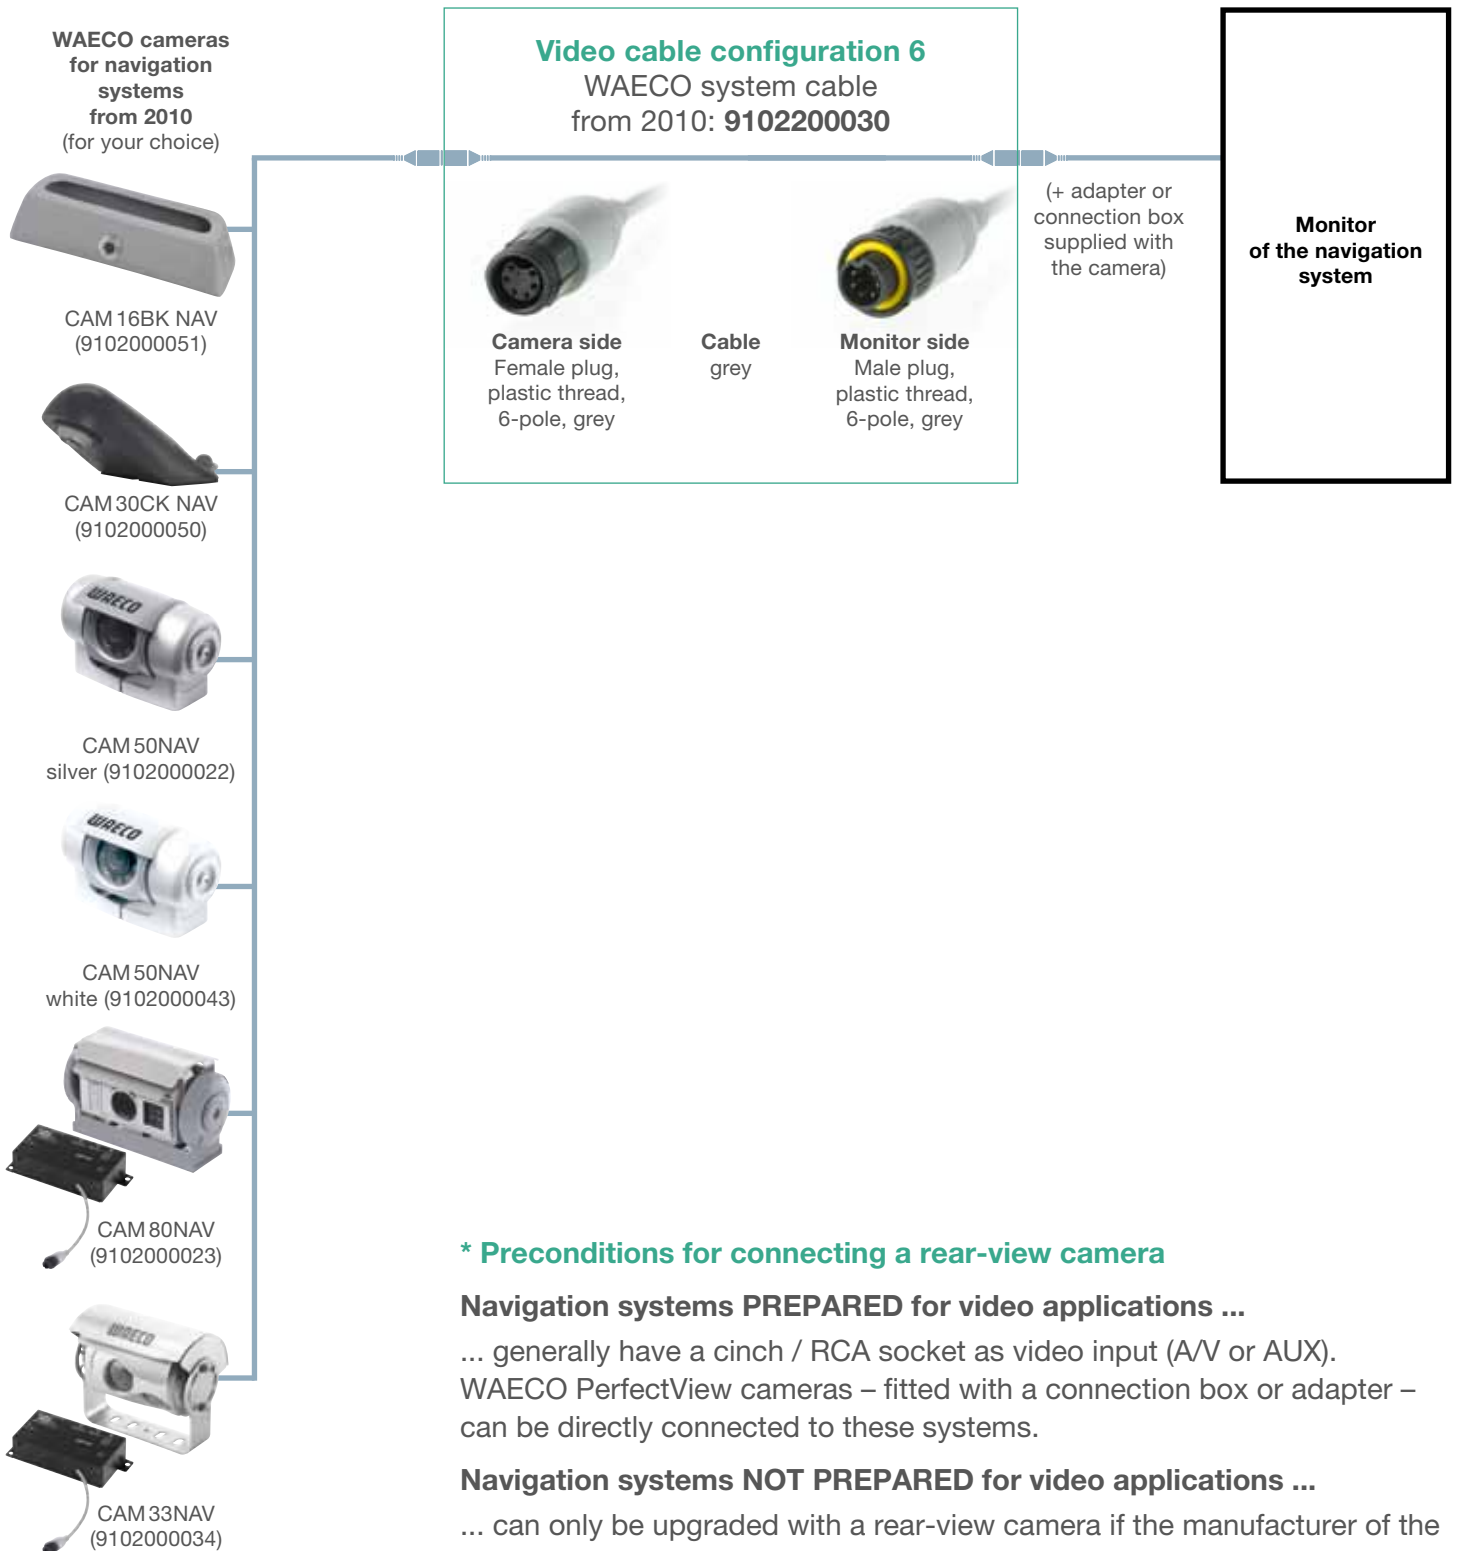 WAECO cameras
for navigation
systems
from 2010
(for your choice)
CAM 16BK NAV
(9102000051)
CAM 30CK NAV
(9102000050)
WAECO
CAM 50NAV
silver (9102000022)
WAECO
CAM 50NAV
white (9102000043)
CAM 80NAV
(9102000023)
WAECO
CAM 33NAV
(9102000034)
Video cable configuration 6
WAECO system cable
from 2010: 9102200030
Camera side
Female plug,
plastic thread,
6-pole, grey
Cable
grey
Monitor side
Male plug,
plastic thread,
6-pole, grey
(+ adapter or
connection box
supplied with
the camera)
Monitor
of the navigation
system
* Preconditions for connecting a rear-view camera
Navigation systems PREPARED for video applications ...
... generally have a cinch / RCA socket as video input (A/V or AUX).
WAECO PerfectView cameras – fitted with a connection box or adapter –
can be directly connected to these systems.
Navigation systems NOT PREPARED for video applications ...
... can only be upgraded with a rear-view camera if the manufacturer of the